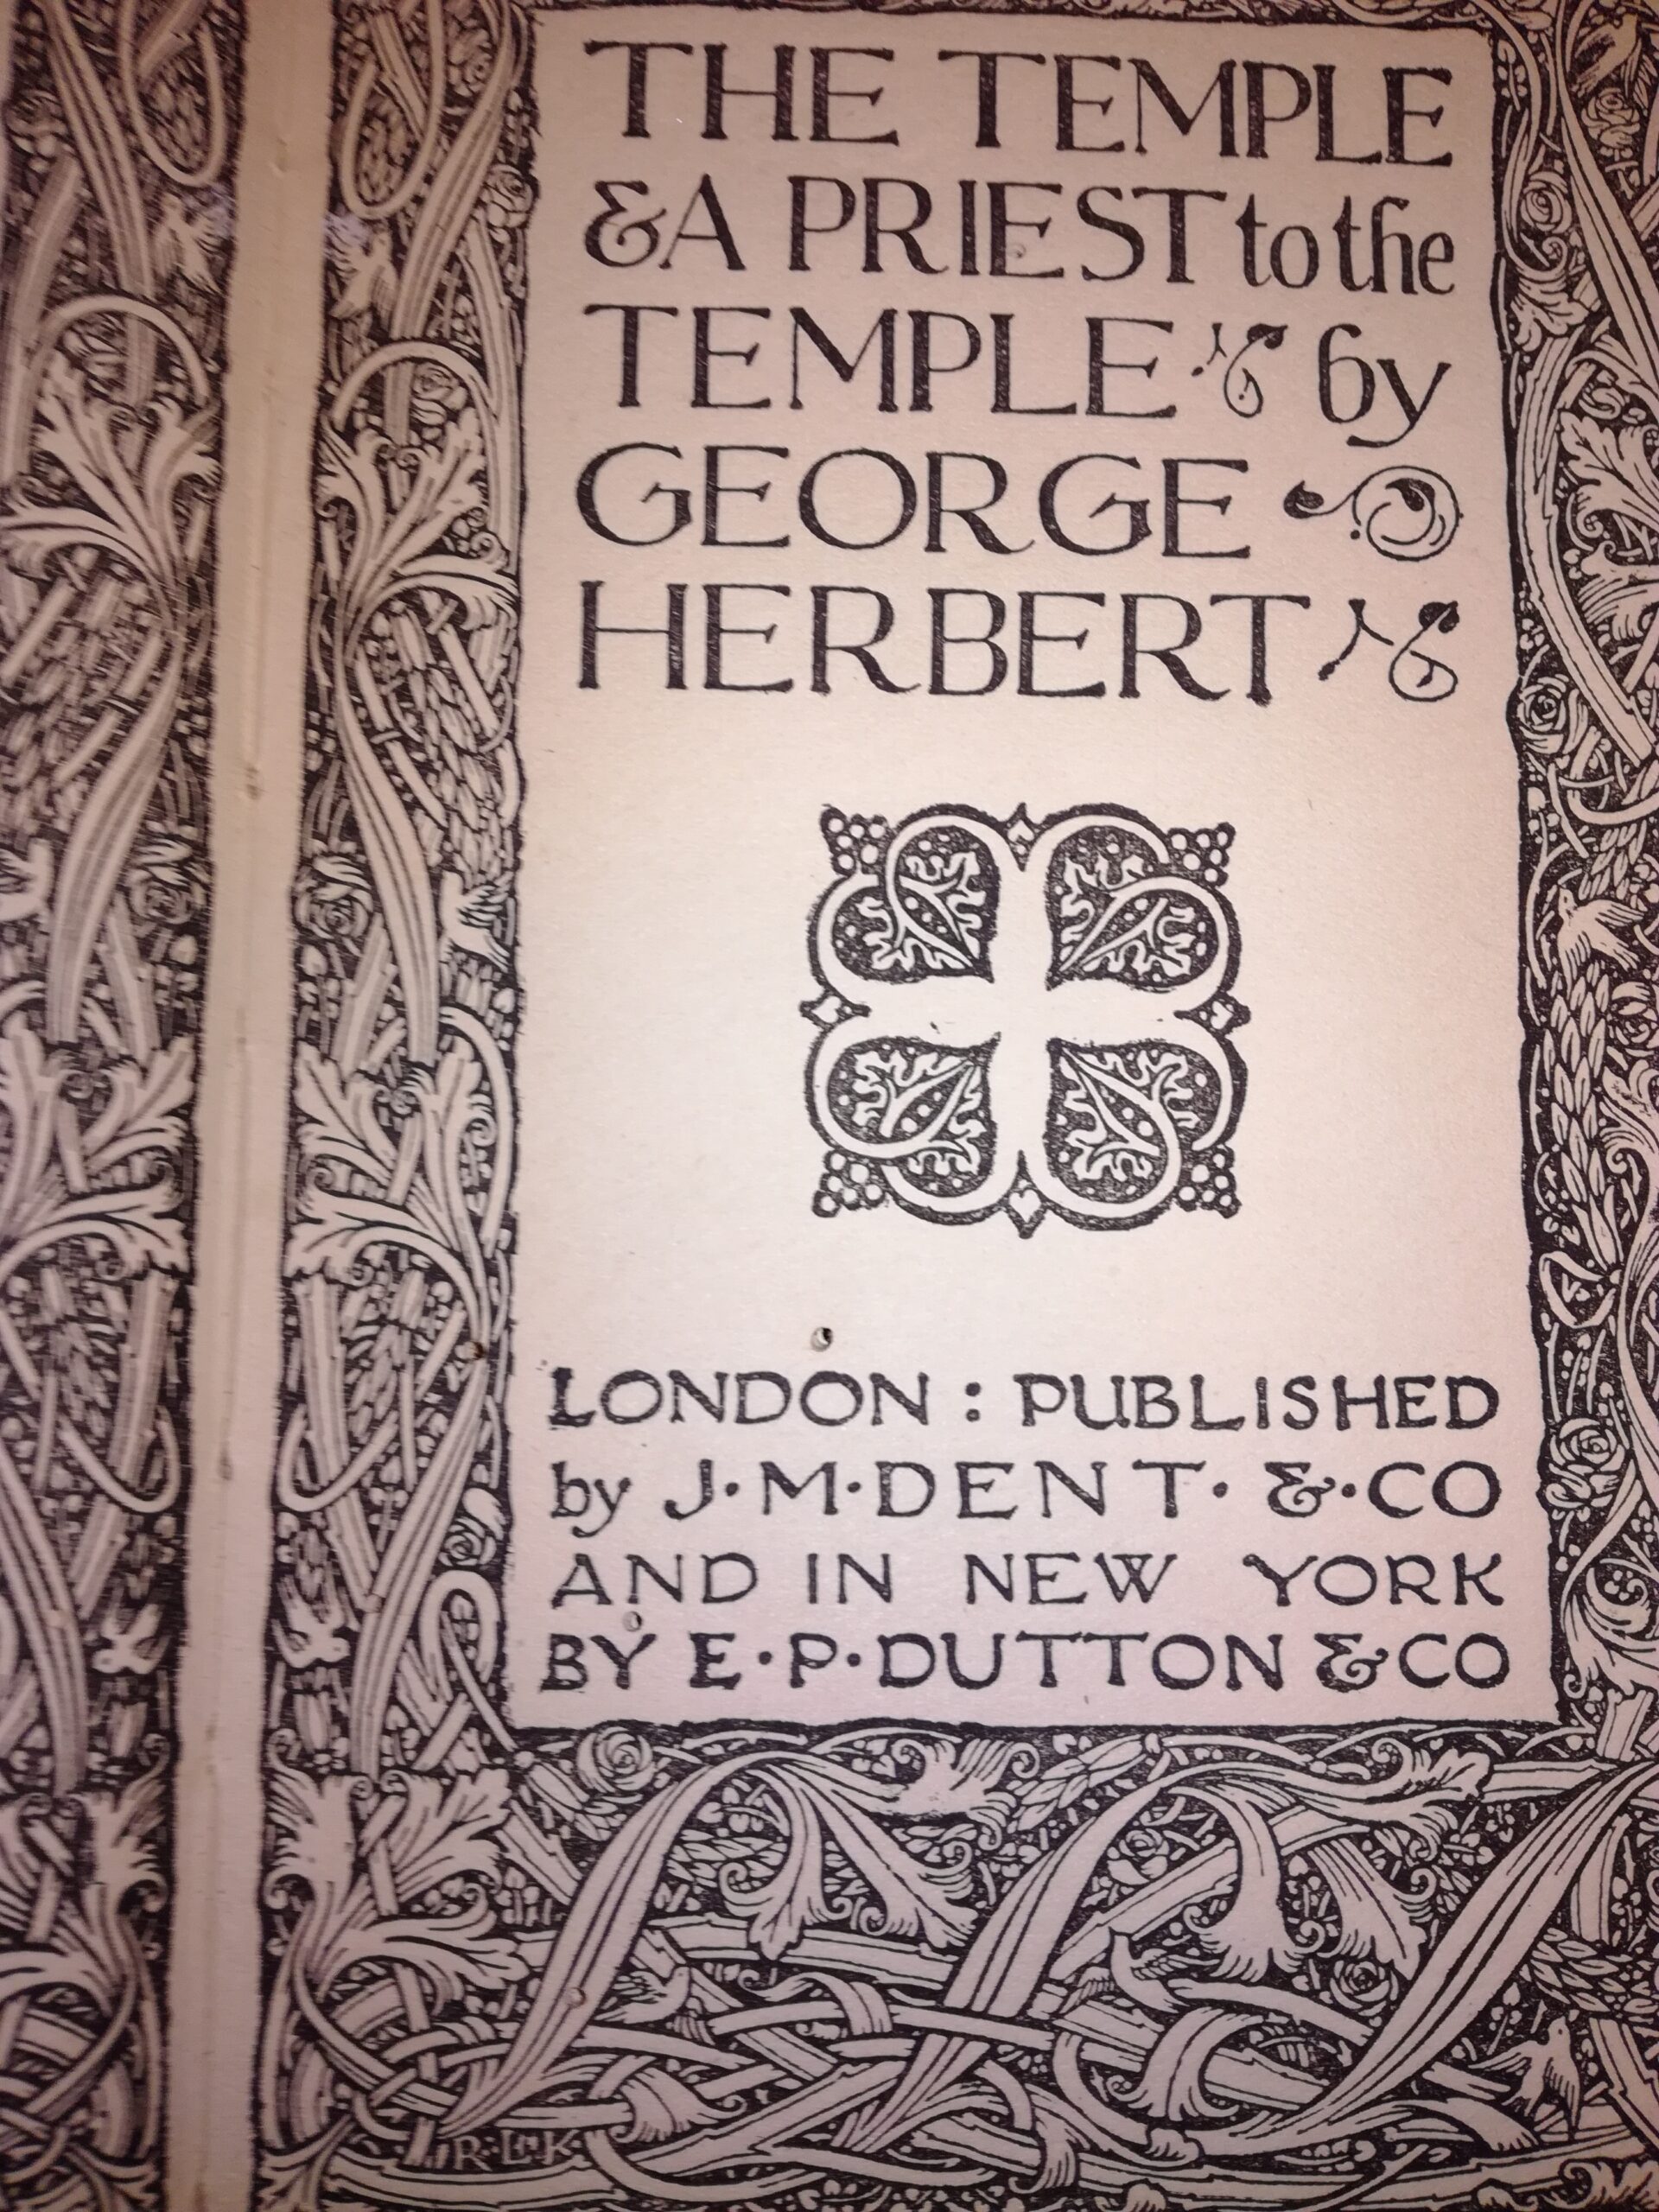 THE TEMPLE
& A PRIEST to the
TEMPLE by
GEORGE
HERBERT
LONDON : PUBLISHED
by J·M·DENT· &·CO
AND IN NEW YORK
BY E·P·DUTTON & CO
R·L·K